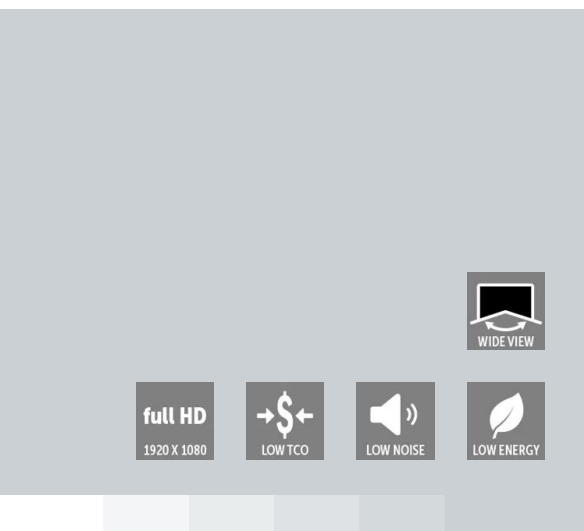 WIDE VIEW
full HD
1920 X 1080
$
LOW TCO
LOW NOISE
LOW ENERGY